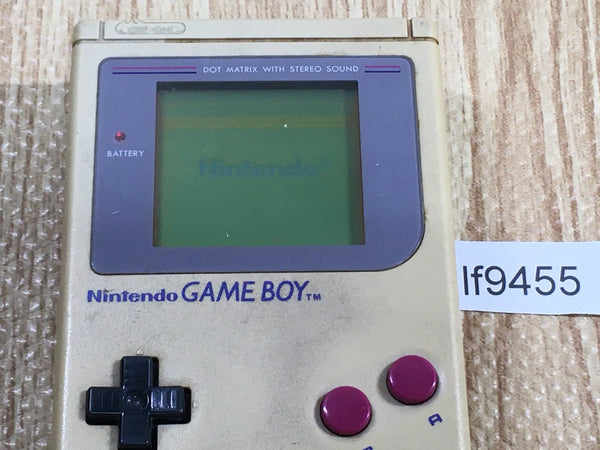 OFF•ON
DOT MATRIX WITH STEREO SOUND
BATTERY
Nintendo®
Nintendo GAME BOY™
lf9455
A